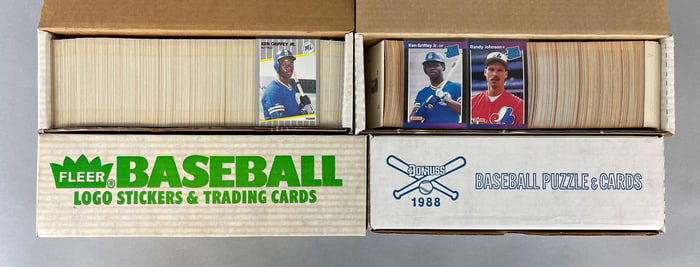 KEN GRIFFEY, JR.
Ken Griffey Jr. OF
Randy Johnson P
FLEER® BASEBALL
LOGO STICKERS & TRADING CARDS
DONRUSS
1988
BASEBALL PUZZLE & CARDS